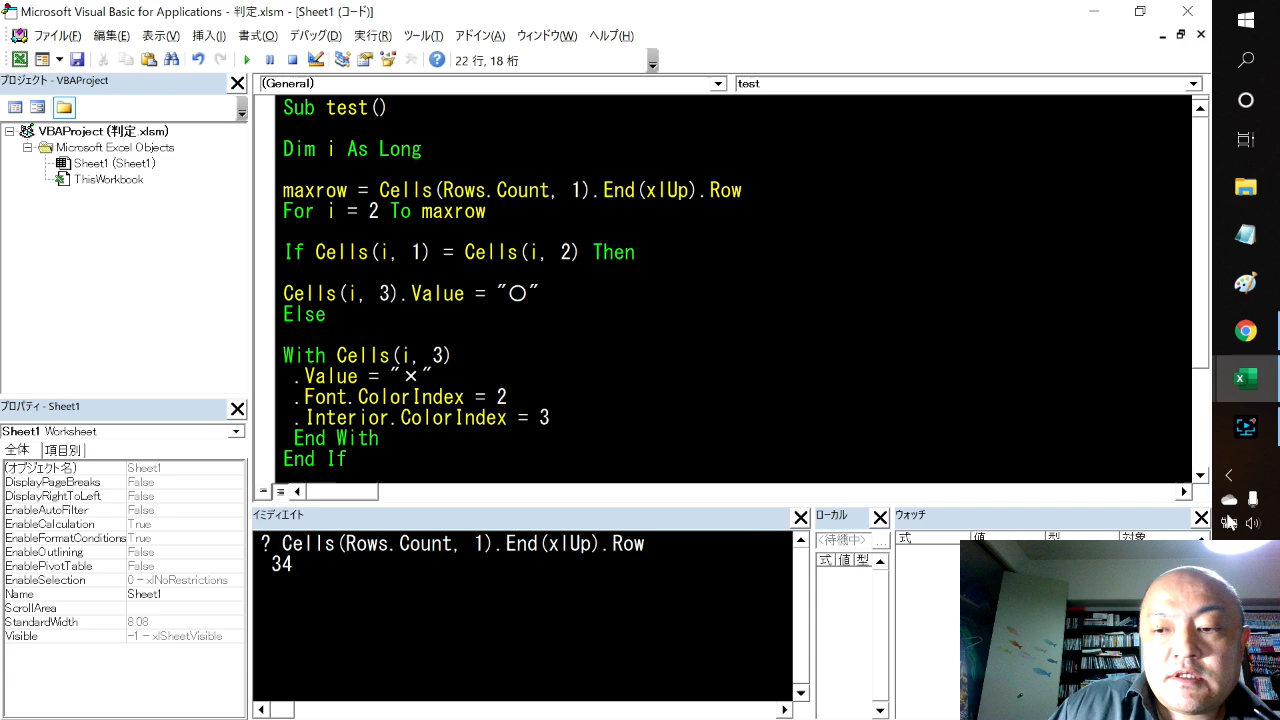 Microsoft Visual Basic for Applications - 判定.xlsm - [Sheet1 (コード)]
ファイル(F) 編集(E) 表示(V) 挿入(I) 書式(O) デバッグ(D) 実行(R) ツール(T) アドイン(A) ウィンドウ(W) ヘルプ(H)
22 行, 18 桁
プロジェクト - VBAProject
(General) test
VBAProject (判定.xlsm)
Microsoft Excel Objects
Sheet1 (Sheet1)
ThisWorkbook
Sub test()
Dim i As Long
maxrow = Cells(Rows.Count, 1).End(xlUp).Row
For i = 2 To maxrow
If Cells(i, 1) = Cells(i, 2) Then
Cells(i, 3).Value = "○"
Else
With Cells(i, 3)
.Value = "×"
.Font.ColorIndex = 2
.Interior.ColorIndex = 3
End With
End If
プロパティ - Sheet1
Sheet1 Worksheet
全体 項目別
(オブジェクト名) Sheet1
DisplayPageBreaks False
DisplayRightToLeft False
EnableAutoFilter False
EnableCalculation True
EnableFormatConditions True
EnableOutlining False
EnablePivotTable False
EnableSelection 0 - xlNoRestrictions
Name Sheet1
ScrollArea
StandardWidth 8.08
Visible -1 - xlSheetVisible
イミディエイト
? Cells(Rows.Count, 1).End(xlUp).Row
34
ローカル
<待機中> ...
式 値 型
ウォッチ
式 値 型 対象